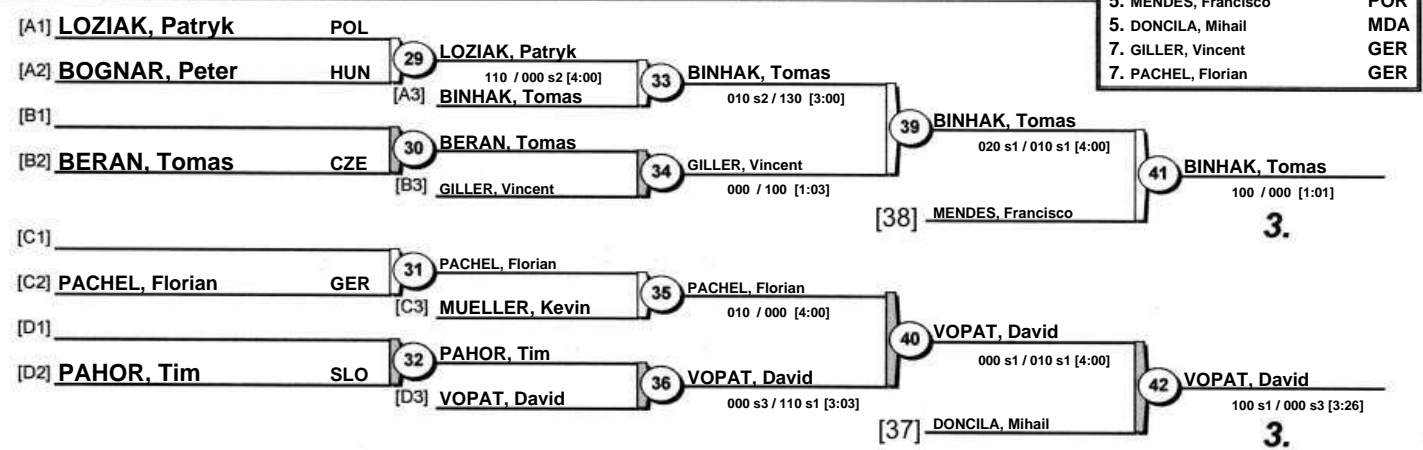 5. MENDES, Francisco POR
5. DONCILA, Mihail MDA
7. GILLER, Vincent GER
7. PACHEL, Florian GER
[A1] LOZIAK, Patryk POL
29 LOZIAK, Patryk
[A2] BOGNAR, Peter HUN
110 / 000 s2 [4:00]
33 BINHAK, Tomas
[A3] BINHAK, Tomas
010 s2 / 130 [3:00]
[B1]
39 BINHAK, Tomas
30 BERAN, Tomas
020 s1 / 010 s1 [4:00]
[B2] BERAN, Tomas CZE
34 GILLER, Vincent
41 BINHAK, Tomas
[B3] GILLER, Vincent
000 / 100 [1:03]
100 / 000 [1:01]
[38] MENDES, Francisco
3.
[C1]
31 PACHEL, Florian
[C2] PACHEL, Florian GER
35 PACHEL, Florian
[C3] MUELLER, Kevin
010 / 000 [4:00]
[D1]
40 VOPAT, David
32 PAHOR, Tim
000 s1 / 010 s1 [4:00]
[D2] PAHOR, Tim SLO
36 VOPAT, David
42 VOPAT, David
[D3] VOPAT, David
000 s3 / 110 s1 [3:03]
100 s1 / 000 s3 [3:26]
[37] DONCILA, Mihail
3.